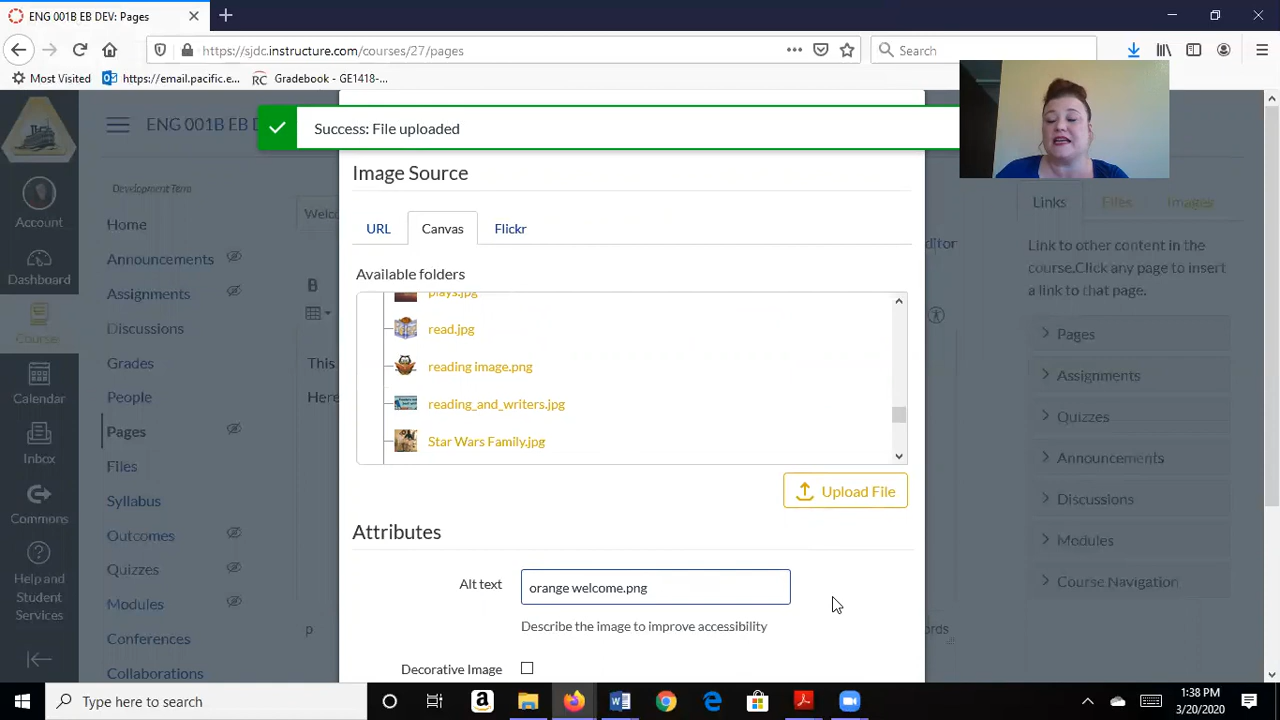 ENG 001B EB DEV: Pages
https://sjdc.instructure.com/courses/27/pages
Search
Most Visited
https://email.pacific.e...
Gradebook - GE1418-...
ENG 001B EB D
Success: File uploaded
Development Term
Account
Dashboard
Courses
Calendar
Inbox
Commons
Help and
Student
Services
Home
Announcements
Assignments
Discussions
Grades
People
Pages
Files
Syllabus
Outcomes
Quizzes
Modules
Conferences
Collaborations
Welco
B
This
Here
p
Image Source
URL
Canvas
Flickr
Available folders
plays.jpg
read.jpg
reading image.png
reading_and_writers.jpg
Star Wars Family.jpg
Upload File
Attributes
Alt text
orange welcome.png
Describe the image to improve accessibility
Decorative Image
ditor
ords
Links
Files
Images
Link to other content in the
course.Click any page to insert
a link to that page.
Pages
Assignments
Quizzes
Announcements
Discussions
Modules
Course Navigation
Type here to search
1:38 PM
3/20/2020